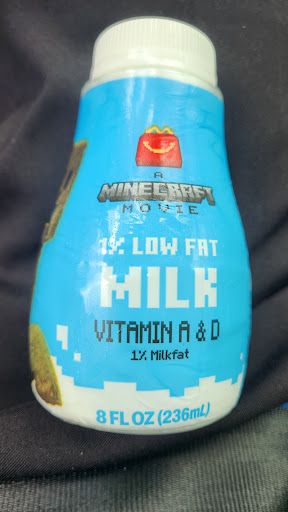 A
MINECRAFT
MOVIE
1% LOW FAT
MILK
VITAMIN A & D
1% Milkfat
8 FL OZ (236mL)